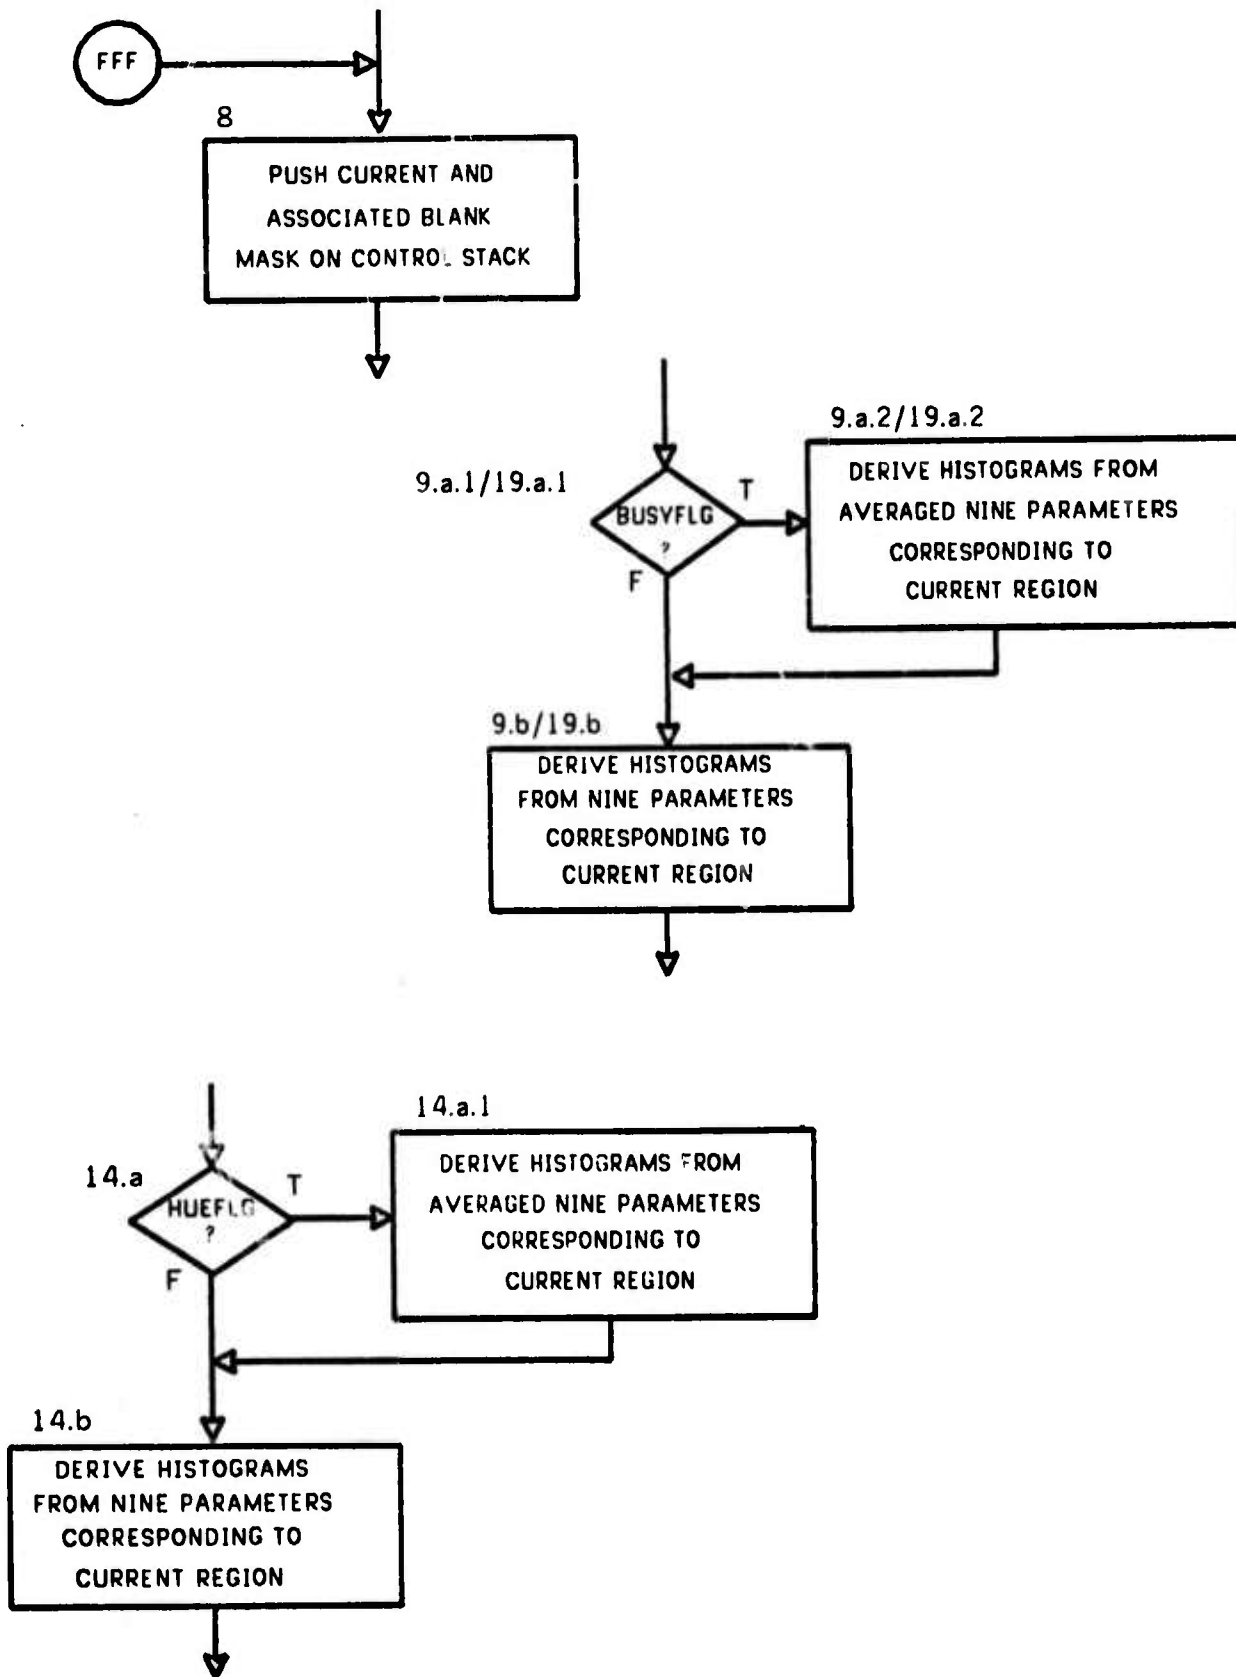 FFF
8
PUSH CURRENT AND
ASSOCIATED BLANK
MASK ON CONTROL STACK
9.a.1/19.a.1
BUSYFLG
?
T
F
9.a.2/19.a.2
DERIVE HISTOGRAMS FROM
AVERAGED NINE PARAMETERS
CORRESPONDING TO
CURRENT REGION
9.b/19.b
DERIVE HISTOGRAMS
FROM NINE PARAMETERS
CORRESPONDING TO
CURRENT REGION
14.a
HUEFLG
?
T
F
14.a.1
DERIVE HISTOGRAMS FROM
AVERAGED NINE PARAMETERS
CORRESPONDING TO
CURRENT REGION
14.b
DERIVE HISTOGRAMS
FROM NINE PARAMETERS
CORRESPONDING TO
CURRENT REGION